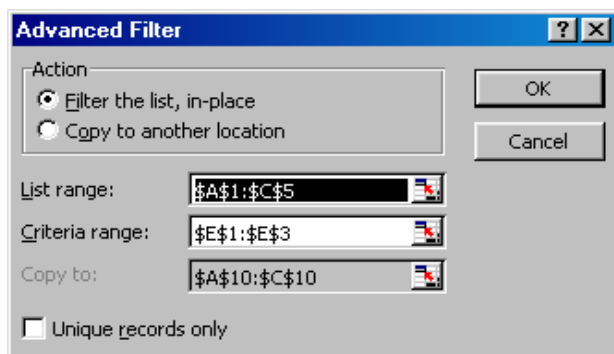 Advanced Filter
Action
Filter the list, in-place
Copy to another location
OK
Cancel
List range: $A$1:$C$5
Criteria range: $E$1:$E$3
Copy to: $A$10:$C$10
Unique records only